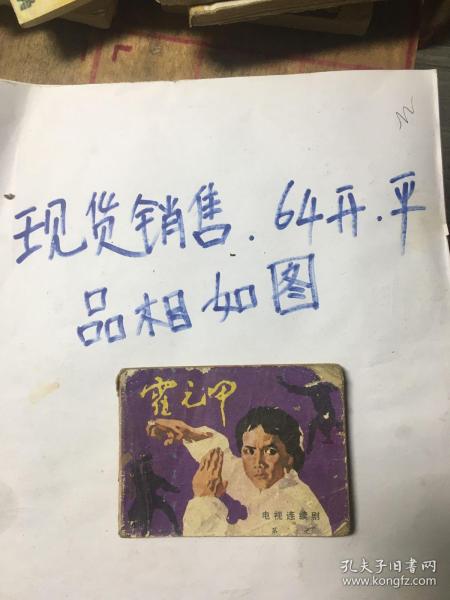 现货销售.64开.平
品相如图
霍元甲
电视连续剧
第
孔夫子旧书网
www.kongfz.com